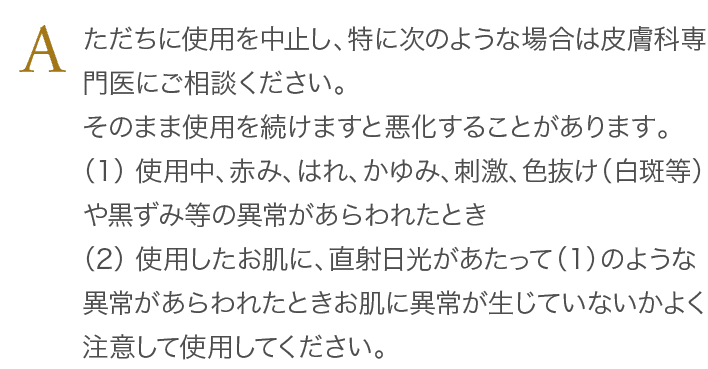 A ただちに使用を中止し、特に次のような場合は皮膚科専
門医にご相談ください。
そのまま使用を続けますと悪化することがあります。
（1） 使用中、赤み、はれ、かゆみ、刺激、色抜け（白斑等）
や黒ずみ等の異常があらわれたとき
（2） 使用したお肌に、直射日光があたって（1）のような
異常があらわれたときお肌に異常が生じていないかよく
注意して使用してください。